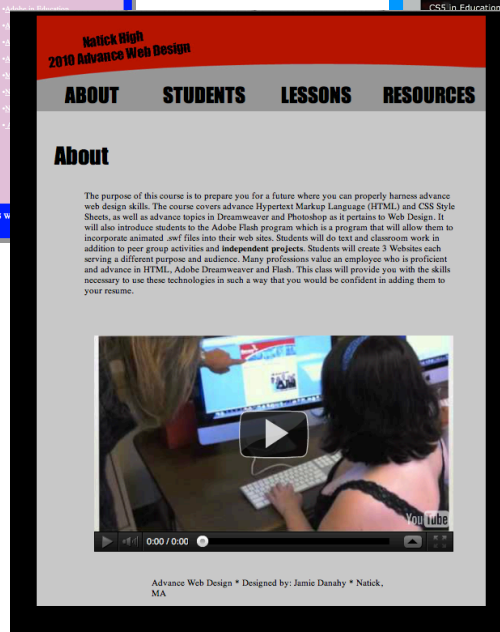 CS5 in Education
Natick High
2010 Advance Web Design
ABOUT STUDENTS LESSONS RESOURCES
About
The purpose of this course is to prepare you for a future where you can properly harness advance
web design skills. The course covers advance Hypertext Markup Language (HTML) and CSS Style
Sheets, as well as advance topics in Dreamweaver and Photoshop as it pertains to Web Design. It
will also introduce students to the Adobe Flash program which is a program that will allow them to
incorporate animated .swf files into their web sites. Students will do text and classroom work in
addition to peer group activities and independent projects. Students will create 3 Websites each
serving a different purpose and audience. Many professions value an employee who is proficient
and advance in HTML, Adobe Dreamweaver and Flash. This class will provide you with the skills
necessary to use these technologies in such a way that you would be confident in adding them to
your resume.
YouTube
0:00 / 0:00
Advance Web Design * Designed by: Jamie Danahy * Natick,
MA